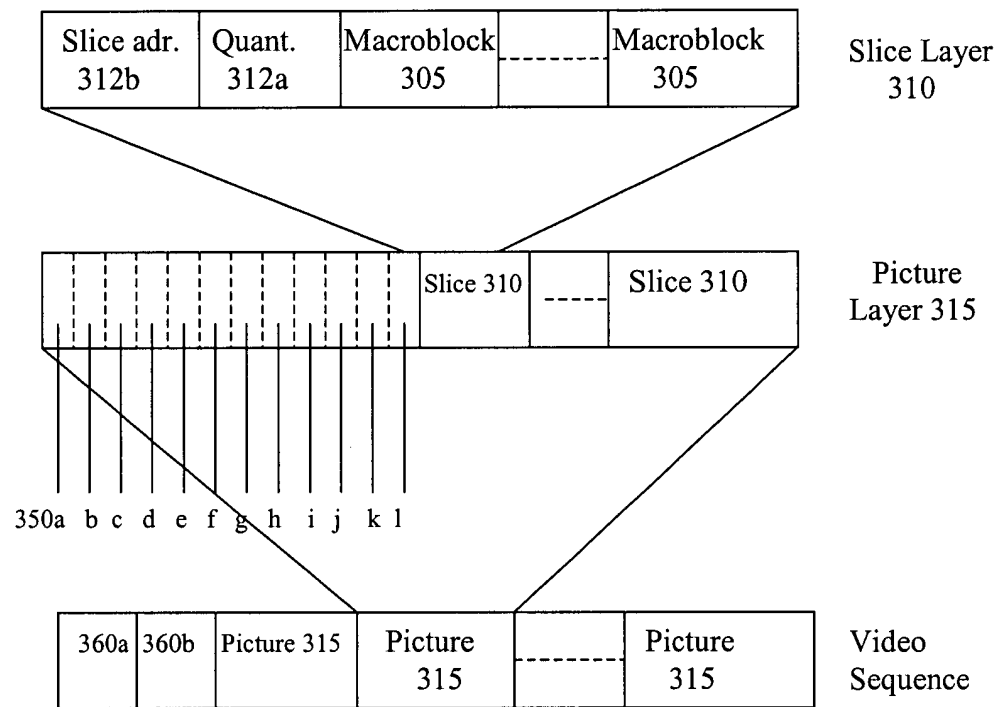 Slice adr. Quant. Macroblock Macroblock Slice Layer
312b 312a 305 305 310
Slice 310 Slice 310 Picture
Layer 315
350a b c d e f g h i j k l
360a 360b Picture 315 Picture Picture Video
315 315 Sequence